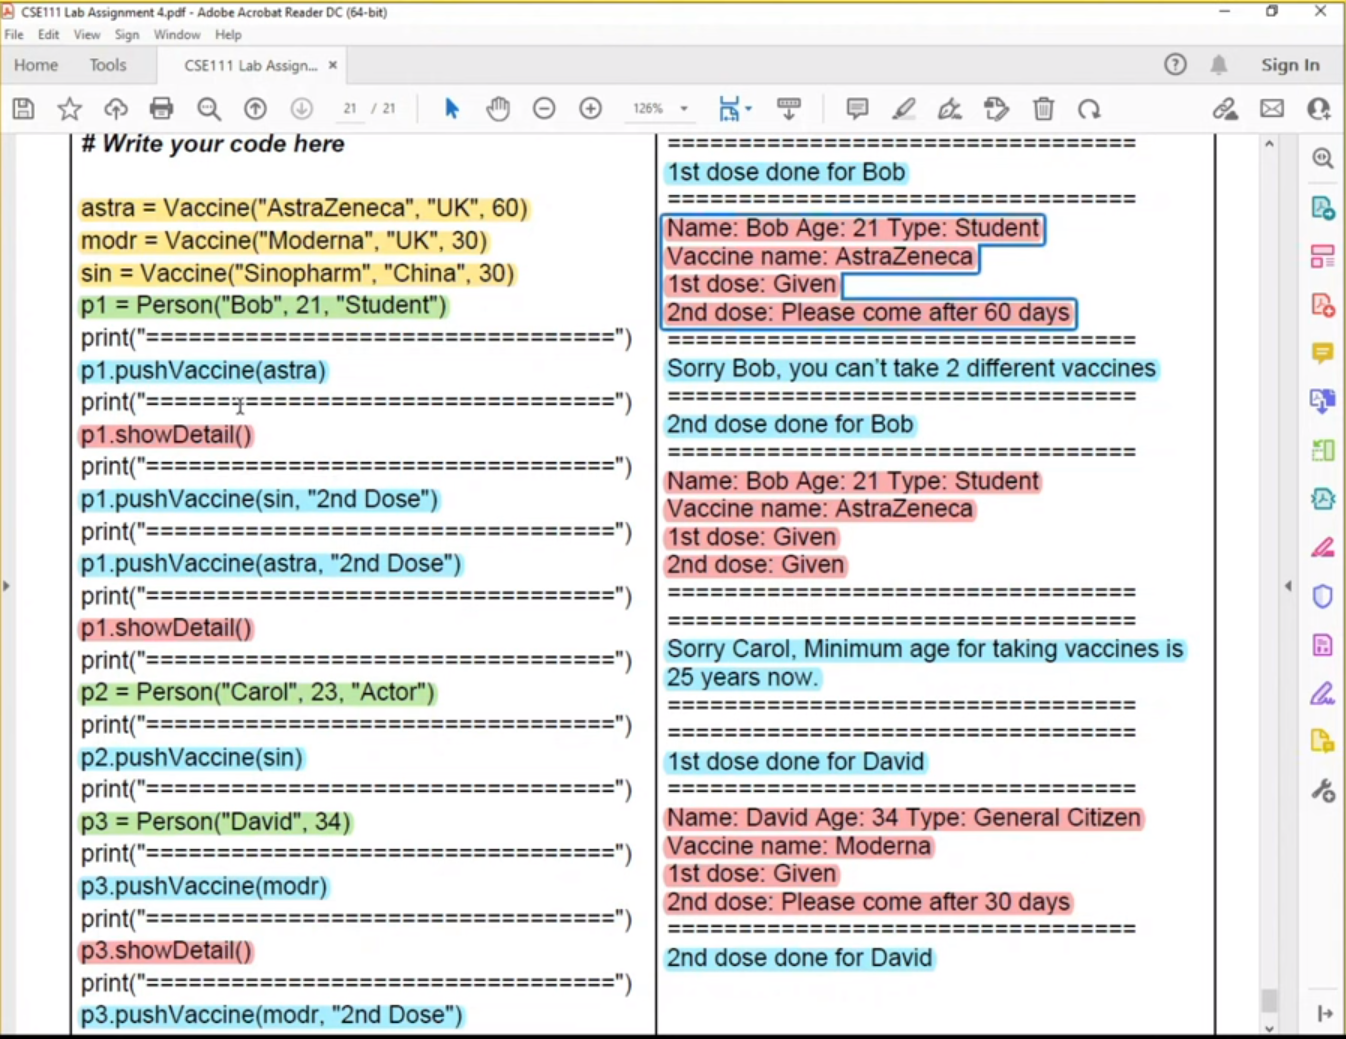 CSE111 Lab Assignment 4.pdf - Adobe Acrobat Reader DC (64-bit)
File Edit View Sign Window Help
Home Tools CSE111 Lab Assign... × Sign In
21 / 21 126%
# Write your code here
astra = Vaccine("AstraZeneca", "UK", 60)
modr = Vaccine("Moderna", "UK", 30)
sin = Vaccine("Sinopharm", "China", 30)
p1 = Person("Bob", 21, "Student")
print("=================================")
p1.pushVaccine(astra)
print("=================================")
p1.showDetail()
print("=================================")
p1.pushVaccine(sin, "2nd Dose")
print("=================================")
p1.pushVaccine(astra, "2nd Dose")
print("=================================")
p1.showDetail()
print("=================================")
p2 = Person("Carol", 23, "Actor")
print("=================================")
p2.pushVaccine(sin)
print("=================================")
p3 = Person("David", 34)
print("=================================")
p3.pushVaccine(modr)
print("=================================")
p3.showDetail()
print("=================================")
p3.pushVaccine(modr, "2nd Dose")
=================================
1st dose done for Bob
=================================
Name: Bob Age: 21 Type: Student
Vaccine name: AstraZeneca
1st dose: Given
2nd dose: Please come after 60 days
=================================
Sorry Bob, you can’t take 2 different vaccines
=================================
2nd dose done for Bob
=================================
Name: Bob Age: 21 Type: Student
Vaccine name: AstraZeneca
1st dose: Given
2nd dose: Given
=================================
=================================
Sorry Carol, Minimum age for taking vaccines is
25 years now.
=================================
=================================
1st dose done for David
=================================
Name: David Age: 34 Type: General Citizen
Vaccine name: Moderna
1st dose: Given
2nd dose: Please come after 30 days
=================================
2nd dose done for David